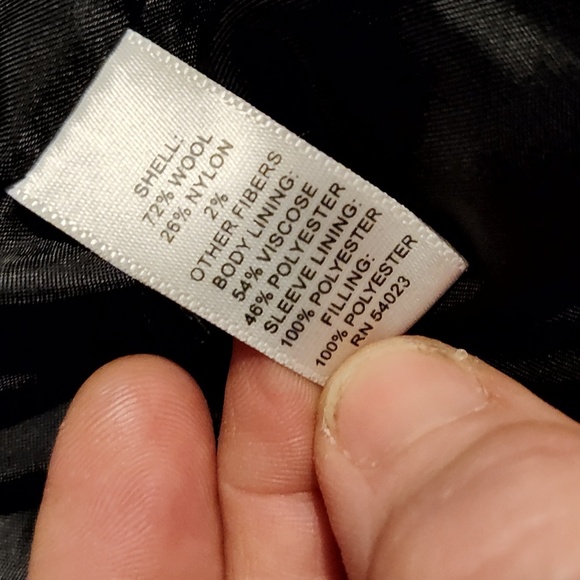 SHELL:
72% WOOL
26% NYLON
2%
OTHER FIBERS
BODY LINING:
54% VISCOSE
46% POLYESTER
SLEEVE LINING:
100% POLYESTER
FILLING:
100% POLYESTER
RN 54023